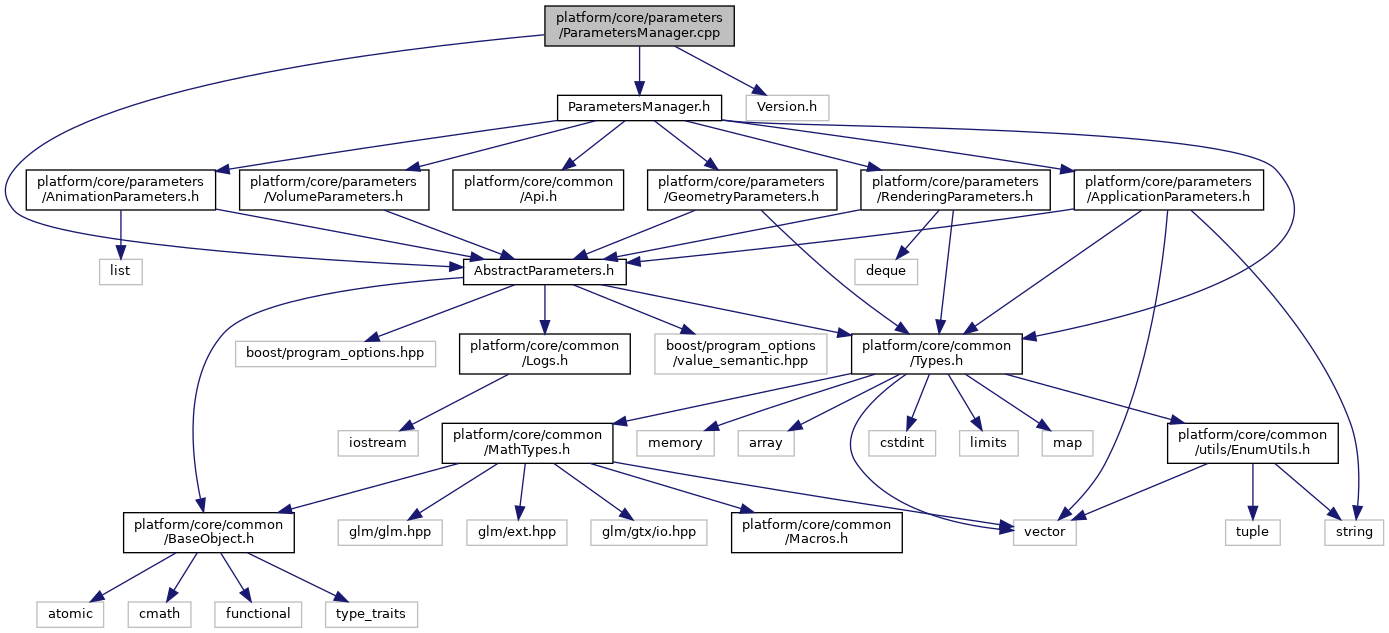 platform/core/parameters
/ParametersManager.cpp
ParametersManager.h
Version.h
platform/core/parameters
/AnimationParameters.h
platform/core/parameters
/VolumeParameters.h
platform/core/common
/Api.h
platform/core/parameters
/GeometryParameters.h
platform/core/parameters
/RenderingParameters.h
platform/core/parameters
/ApplicationParameters.h
list
AbstractParameters.h
deque
boost/program_options.hpp
platform/core/common
/Logs.h
boost/program_options
/value_semantic.hpp
platform/core/common
/Types.h
iostream
platform/core/common
/MathTypes.h
memory
array
cstdint
limits
map
platform/core/common
/utils/EnumUtils.h
platform/core/common
/BaseObject.h
glm/glm.hpp
glm/ext.hpp
glm/gtx/io.hpp
platform/core/common
/Macros.h
vector
tuple
string
atomic
cmath
functional
type_traits